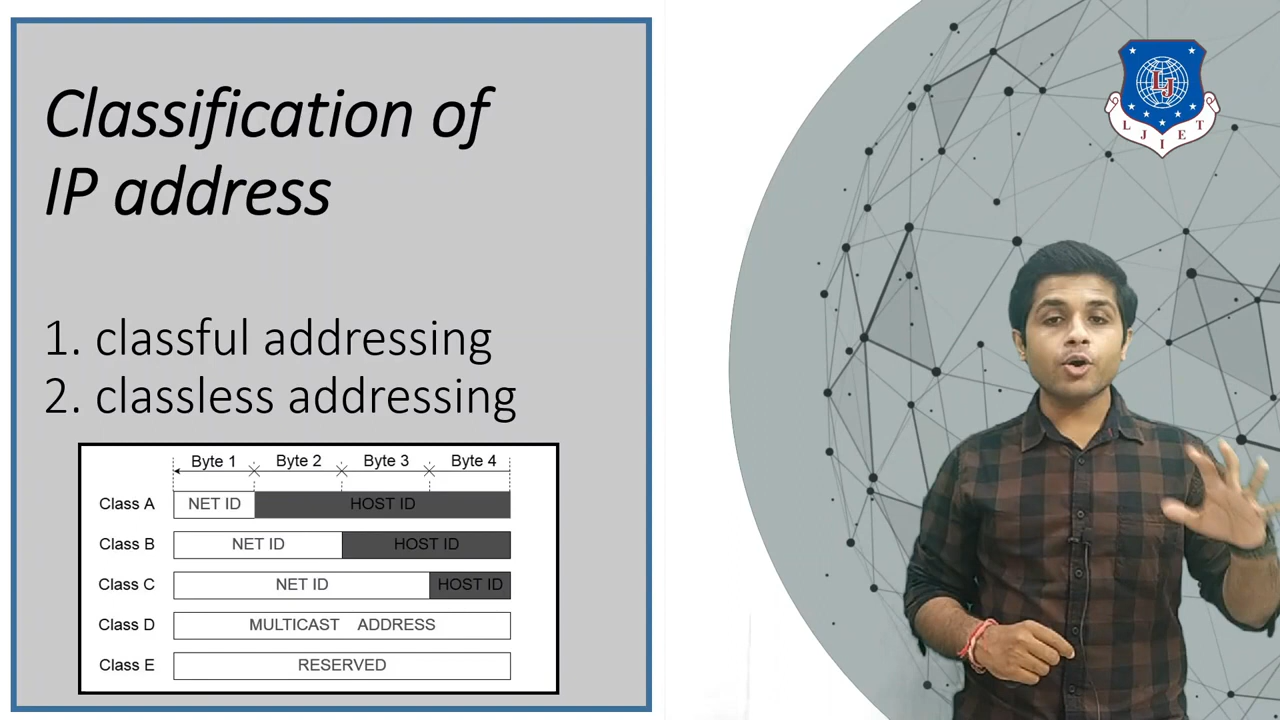 Classification of
IP address
1. classful addressing
2. classless addressing
Byte 1 Byte 2 Byte 3 Byte 4
Class A NET ID HOST ID
Class B NET ID HOST ID
Class C NET ID HOST ID
Class D MULTICAST ADDRESS
Class E RESERVED
LJ
LJIET